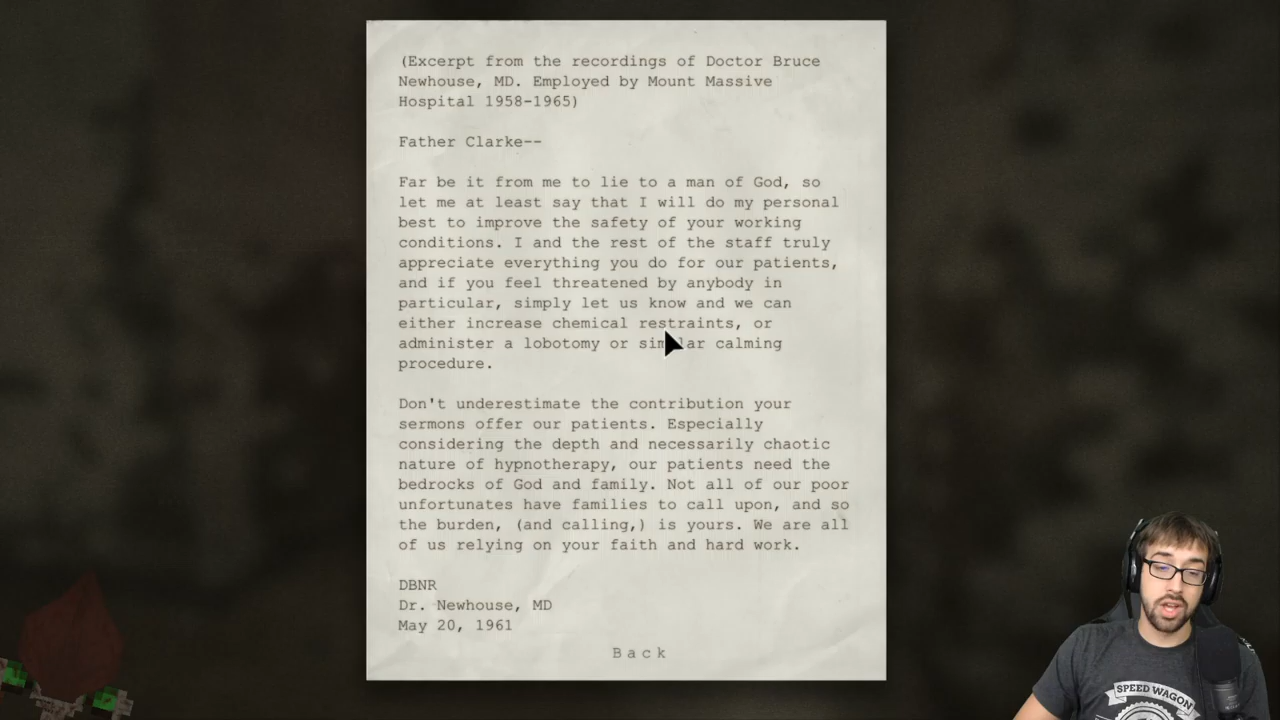 (Excerpt from the recordings of Doctor Bruce
Newhouse, MD. Employed by Mount Massive
Hospital 1958-1965)
Father Clarke--
Far be it from me to lie to a man of God, so
let me at least say that I will do my personal
best to improve the safety of your working
conditions. I and the rest of the staff truly
appreciate everything you do for our patients,
and if you feel threatened by anybody in
particular, simply let us know and we can
either increase chemical restraints, or
administer a lobotomy or similar calming
procedure.
Don't underestimate the contribution your
sermons offer our patients. Especially
considering the depth and necessarily chaotic
nature of hypnotherapy, our patients need the
bedrocks of God and family. Not all of our poor
unfortunates have families to call upon, and so
the burden, (and calling,) is yours. We are all
of us relying on your faith and hard work.
DBNR
Dr. Newhouse, MD
May 20, 1961
Back
SPEED WAGON